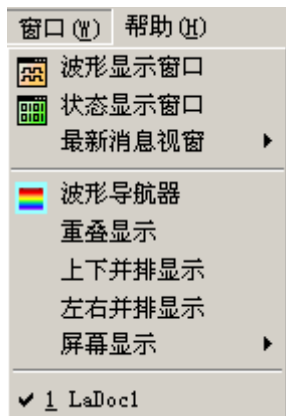 窗口(W) 帮助(H)
波形显示窗口
状态显示窗口
最新消息视窗
波形导航器
重叠显示
上下并排显示
左右并排显示
屏幕显示
✓ 1 LaDoc1